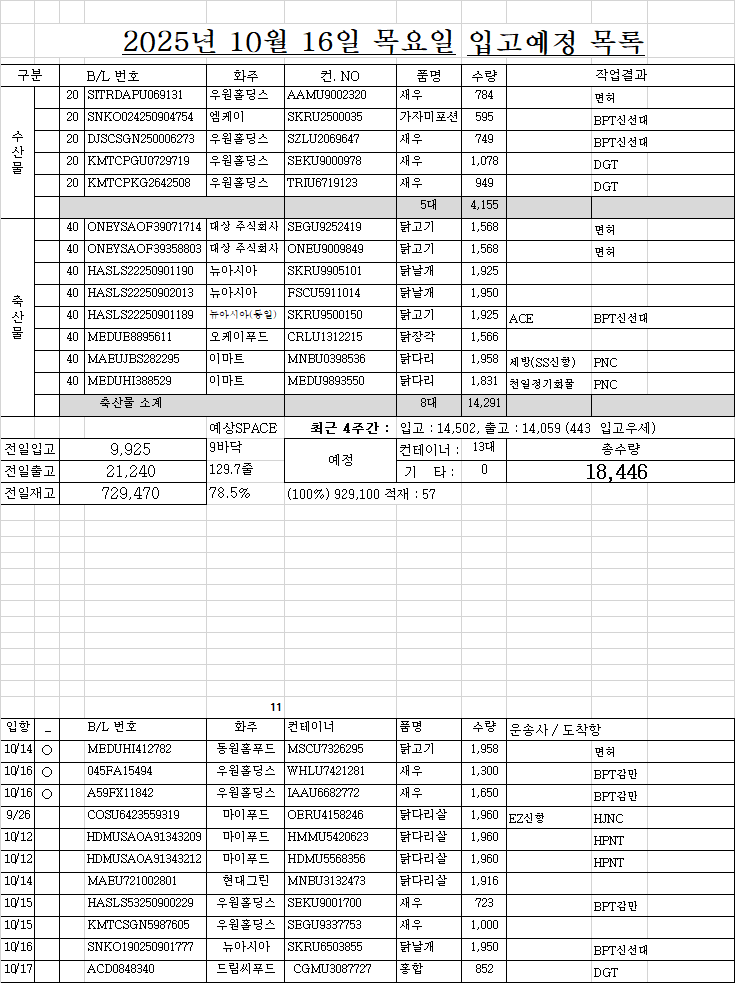 2025년 10월 16일 목요일 입고예정 목록
구분 B/L 번호 화주 컨. NO 품명 수량 작업결과
수산물
20 SITRDAPU069131 우원홀딩스 AAMU9002320 새우 784 면허
20 SNKO024250904754 엠케이 SKRU2500035 가자미포션 595 BPT신선대
20 DJSCSGN250006273 우원홀딩스 SZLU2069647 새우 749 BPT신선대
20 KMTCPGU0729719 우원홀딩스 SEKU9000978 새우 1,078 DGT
20 KMTCPKG2642508 우원홀딩스 TRIU6719123 새우 949 DGT
5대 4,155
축산물
40 ONEYSAOF39071714 대상 주식회사 SEGU9252419 닭고기 1,568 면허
40 ONEYSAOF39358803 대상 주식회사 ONEU9009849 닭고기 1,568 면허
40 HASLS22250901190 뉴아시아 SKRU9905101 닭날개 1,925
40 HASLS22250902013 뉴아시아 FSCU5911014 닭날개 1,950
40 HASLS22250901189 뉴아시아(동일) SKRU9500150 닭고기 1,925 ACE BPT신선대
40 MEDUE8895611 오케이푸드 CRLU1312215 닭장각 1,566
40 MAEUJBS282295 이마트 MNBU0398536 닭다리 1,958 세방(SS신항) PNC
40 MEDUHI388529 이마트 MEDU9893550 닭다리 1,831 천일정기화물 PNC
축산물 소계 8대 14,291
예상SPACE 최근 4주간 : 입고 : 14,502, 출고 : 14,059 (443 입고우세)
전일입고 9,925 9바닥 예정 컨테이너 : 13대 총수량
전일출고 21,240 129.7줄 기 타 : 0 18,446
전일재고 729,470 78.5% (100%) 929,100 적재 : 57
11
입항 _ B/L 번호 화주 컨테이너 품명 수량 운송사 / 도착항
10/14 ○ MEDUHI412782 동원홈푸드 MSCU7326295 닭고기 1,958 면허
10/16 ○ 045FA15494 우원홀딩스 WHLU7421281 새우 1,300 BPT감만
10/16 ○ A59FX11842 우원홀딩스 IAAU6682772 새우 1,650 BPT감만
9/26 COSU6423559319 마이푸드 OERU4158246 닭다리살 1,960 EZ신항 HJNC
10/12 HDMUSAOA91343209 마이푸드 HMMU5420623 닭다리살 1,960 HPNT
10/12 HDMUSAOA91343212 마이푸드 HDMU5568356 닭다리살 1,960 HPNT
10/14 MAEU721002801 현대그린 MNBU3132473 닭다리살 1,916
10/15 HASLS53250900229 우원홀딩스 SEKU9001700 새우 723 BPT감만
10/15 KMTCSGN5987605 우원홀딩스 SEGU9337753 새우 1,000
10/16 SNKO190250901777 뉴아시아 SKRU6503855 닭날개 1,950 BPT신선대
10/17 ACD0848340 드림씨푸드 CGMU3087727 홍합 852 DGT